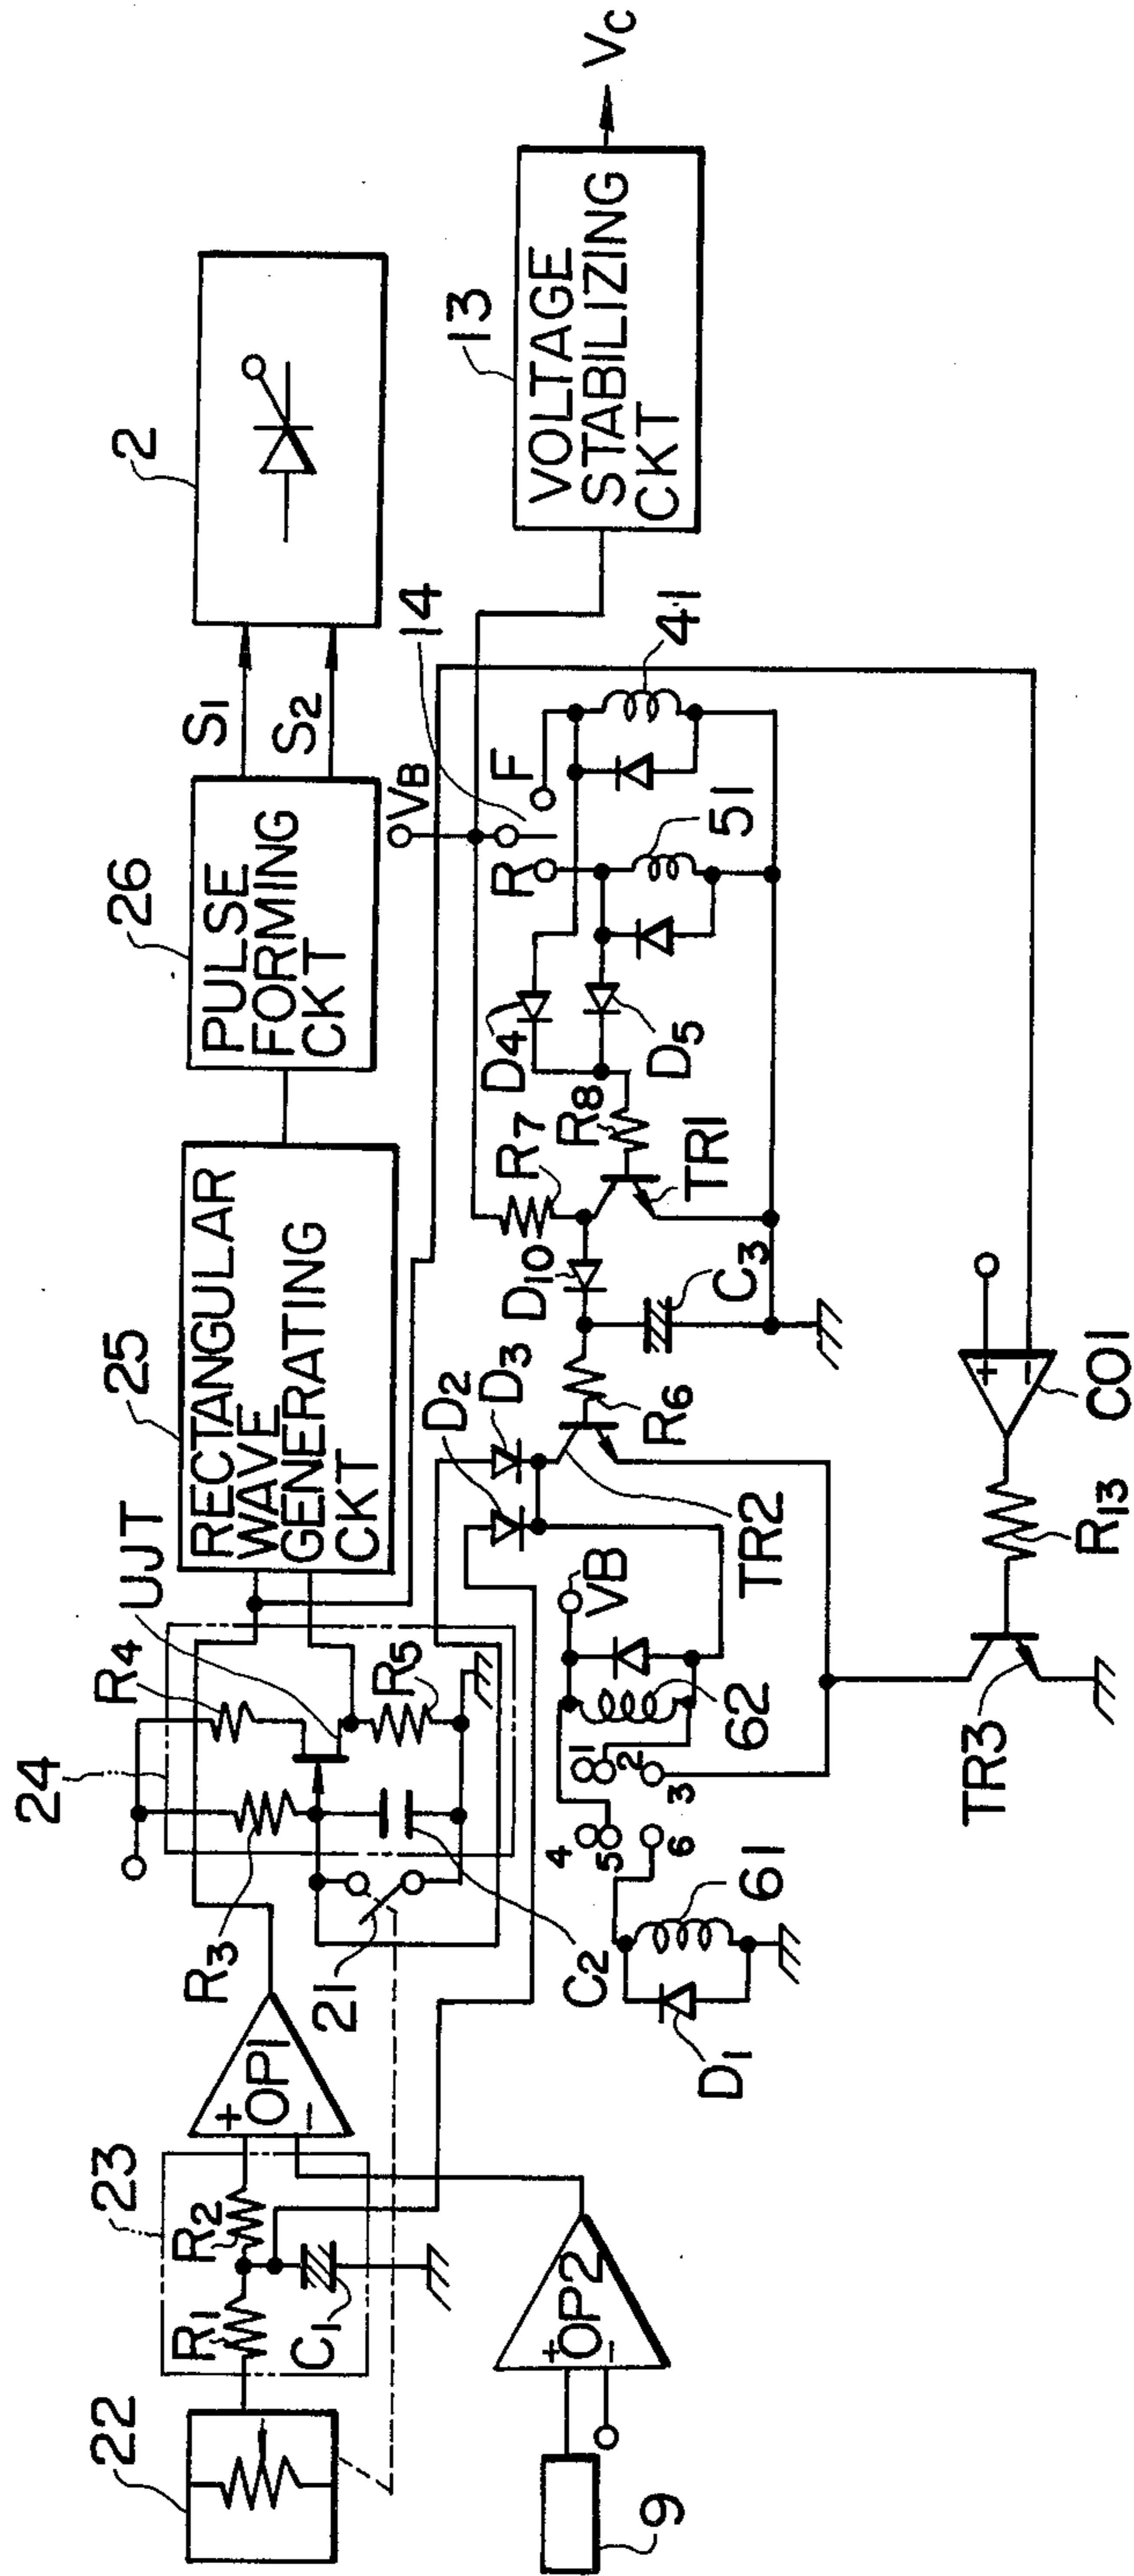 22
R1
C1
23
R2
+
OP1
−
9
+
OP2
−
R3
21
C2
24
R4
UJT
R5
25
RECTANGULAR
WAVE
GENERATING
CKT
26
PULSE
FORMING
CKT
S1
S2
2
D1
61
4
5
6
1
2
3
62
VB
D2
D3
TR2
R6
D10
C3
R7
R8
TR1
D4
D5
R
F
VB
14
51
41
13
VOLTAGE
STABILIZING
CKT
VC
TR3
R13
+
−
CO1